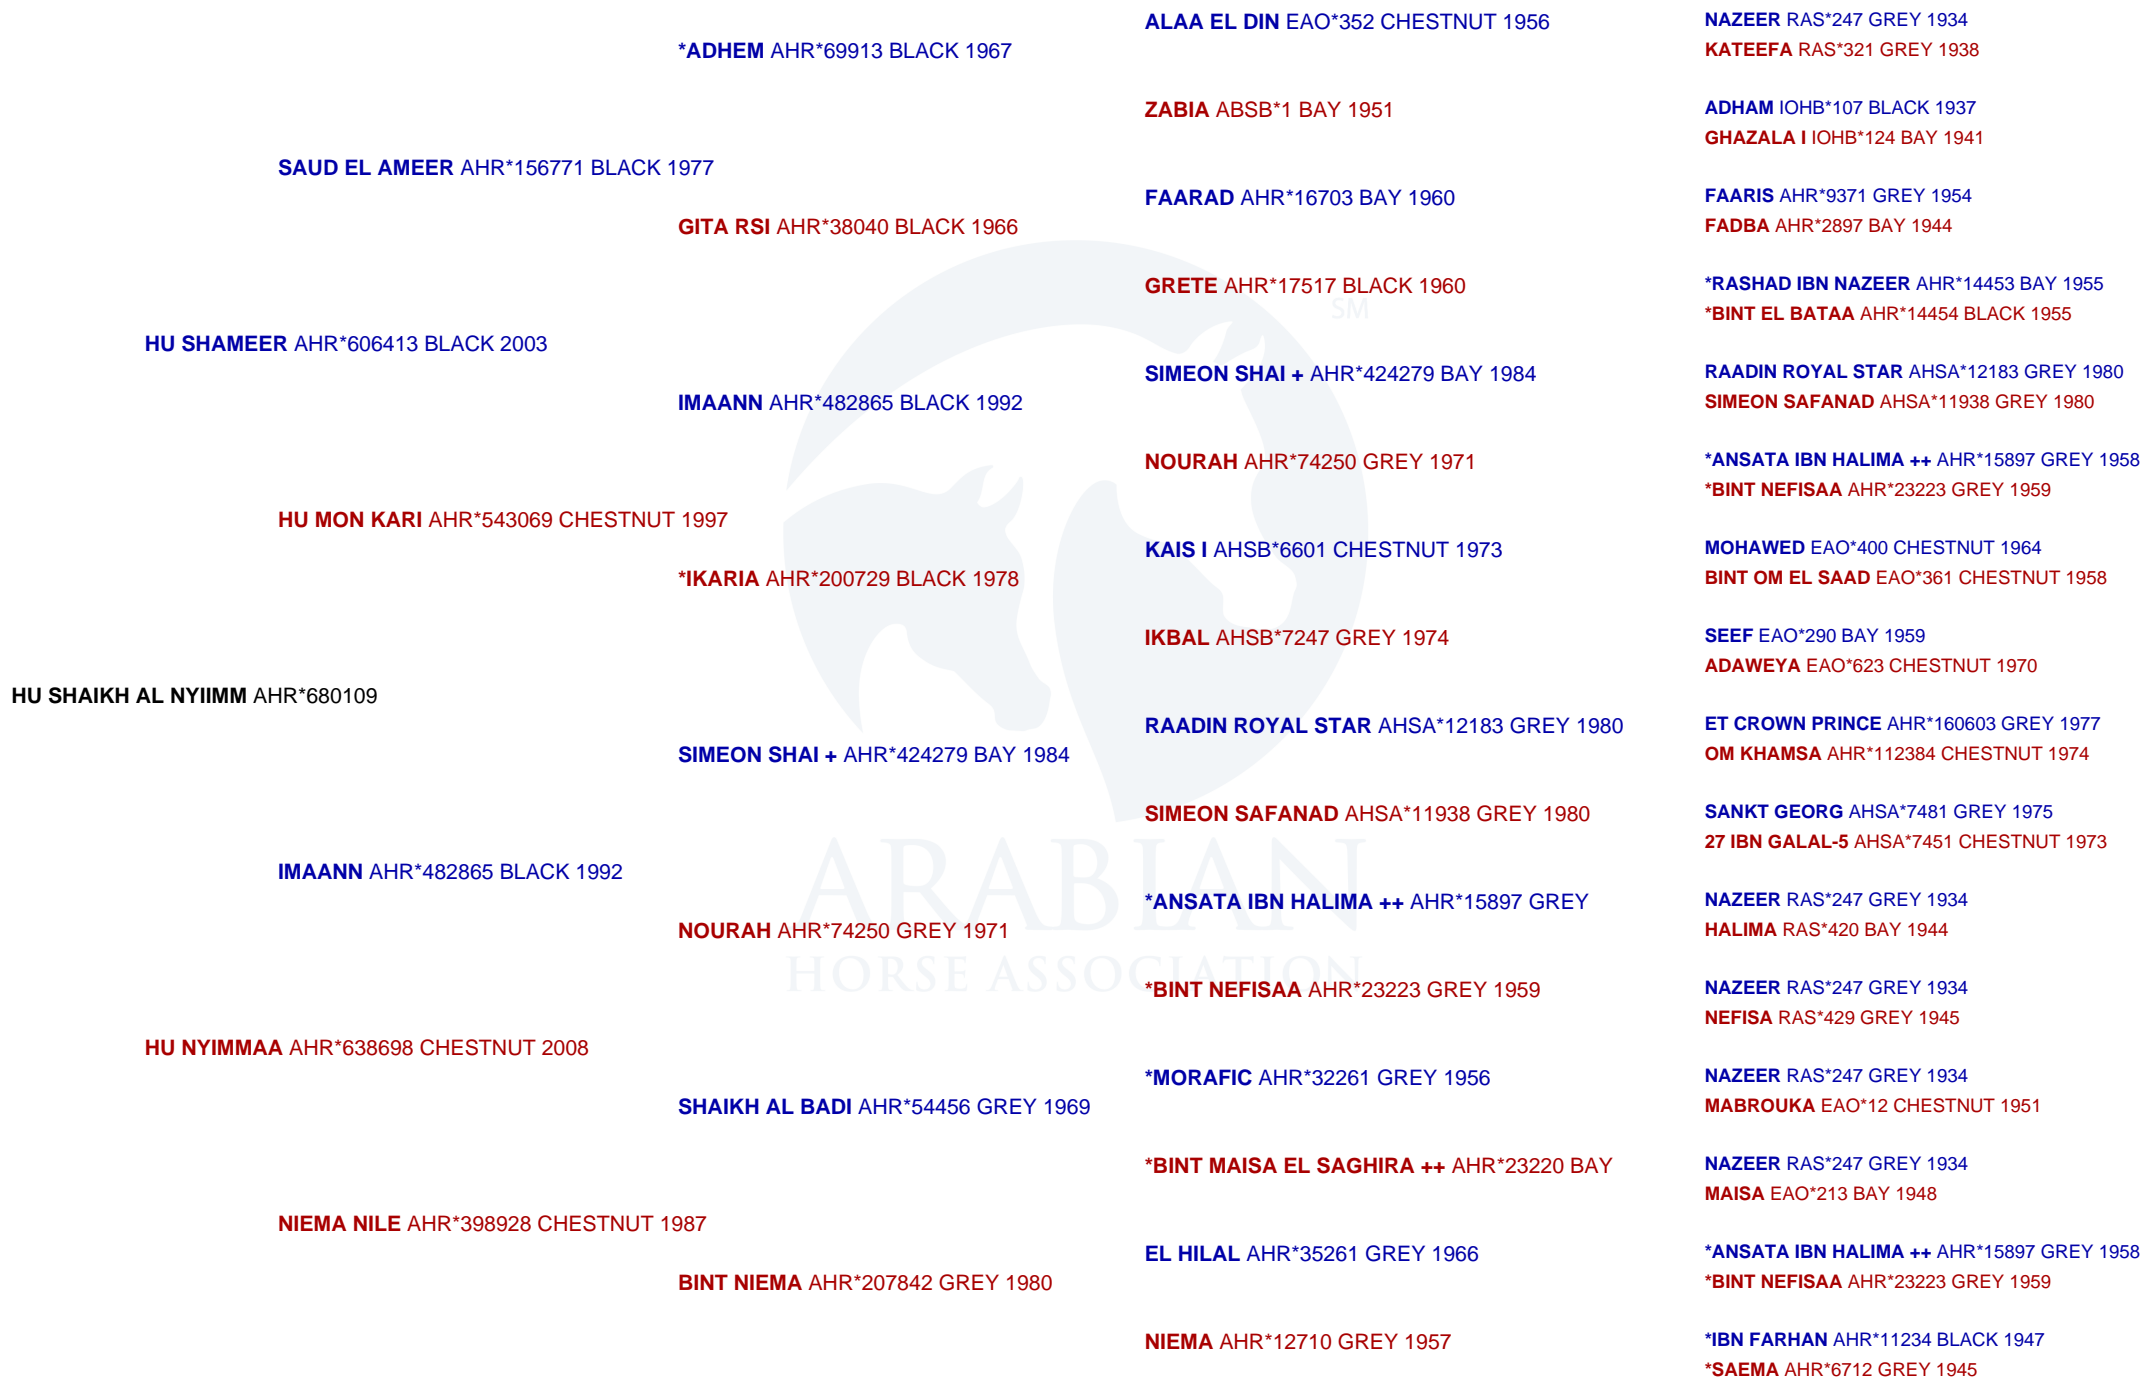 ALAA EL DIN EAO*352 CHESTNUT 1956
NAZEER RAS*247 GREY 1934
*ADHEM AHR*69913 BLACK 1967
KATEEFA RAS*321 GREY 1938
ZABIA ABSB*1 BAY 1951
ADHAM IOHB*107 BLACK 1937
GHAZALA I IOHB*124 BAY 1941
SAUD EL AMEER AHR*156771 BLACK 1977
FAARAD AHR*16703 BAY 1960
FAARIS AHR*9371 GREY 1954
GITA RSI AHR*38040 BLACK 1966
FADBA AHR*2897 BAY 1944
GRETE AHR*17517 BLACK 1960
*RASHAD IBN NAZEER AHR*14453 BAY 1955
SM
*BINT EL BATAA AHR*14454 BLACK 1955
HU SHAMEER AHR*606413 BLACK 2003
SIMEON SHAI + AHR*424279 BAY 1984
RAADIN ROYAL STAR AHSA*12183 GREY 1980
IMAANN AHR*482865 BLACK 1992
SIMEON SAFANAD AHSA*11938 GREY 1980
NOURAH AHR*74250 GREY 1971
*ANSATA IBN HALIMA ++ AHR*15897 GREY 1958
*BINT NEFISAA AHR*23223 GREY 1959
HU MON KARI AHR*543069 CHESTNUT 1997
KAIS I AHSB*6601 CHESTNUT 1973
MOHAWED EAO*400 CHESTNUT 1964
*IKARIA AHR*200729 BLACK 1978
BINT OM EL SAAD EAO*361 CHESTNUT 1958
IKBAL AHSB*7247 GREY 1974
SEEF EAO*290 BAY 1959
ADAWEYA EAO*623 CHESTNUT 1970
HU SHAIKH AL NYIIMM AHR*680109
RAADIN ROYAL STAR AHSA*12183 GREY 1980
ET CROWN PRINCE AHR*160603 GREY 1977
SIMEON SHAI + AHR*424279 BAY 1984
OM KHAMSA AHR*112384 CHESTNUT 1974
SIMEON SAFANAD AHSA*11938 GREY 1980
SANKT GEORG AHSA*7481 GREY 1975
27 IBN GALAL-5 AHSA*7451 CHESTNUT 1973
IMAANN AHR*482865 BLACK 1992
ARABIAN
*ANSATA IBN HALIMA ++ AHR*15897 GREY
NAZEER RAS*247 GREY 1934
NOURAH AHR*74250 GREY 1971
HALIMA RAS*420 BAY 1944
HORSE ASSOCIATION
*BINT NEFISAA AHR*23223 GREY 1959
NAZEER RAS*247 GREY 1934
NEFISA RAS*429 GREY 1945
HU NYIMMAA AHR*638698 CHESTNUT 2008
*MORAFIC AHR*32261 GREY 1956
NAZEER RAS*247 GREY 1934
SHAIKH AL BADI AHR*54456 GREY 1969
MABROUKA EAO*12 CHESTNUT 1951
*BINT MAISA EL SAGHIRA ++ AHR*23220 BAY
NAZEER RAS*247 GREY 1934
MAISA EAO*213 BAY 1948
NIEMA NILE AHR*398928 CHESTNUT 1987
EL HILAL AHR*35261 GREY 1966
*ANSATA IBN HALIMA ++ AHR*15897 GREY 1958
BINT NIEMA AHR*207842 GREY 1980
*BINT NEFISAA AHR*23223 GREY 1959
NIEMA AHR*12710 GREY 1957
*IBN FARHAN AHR*11234 BLACK 1947
*SAEMA AHR*6712 GREY 1945